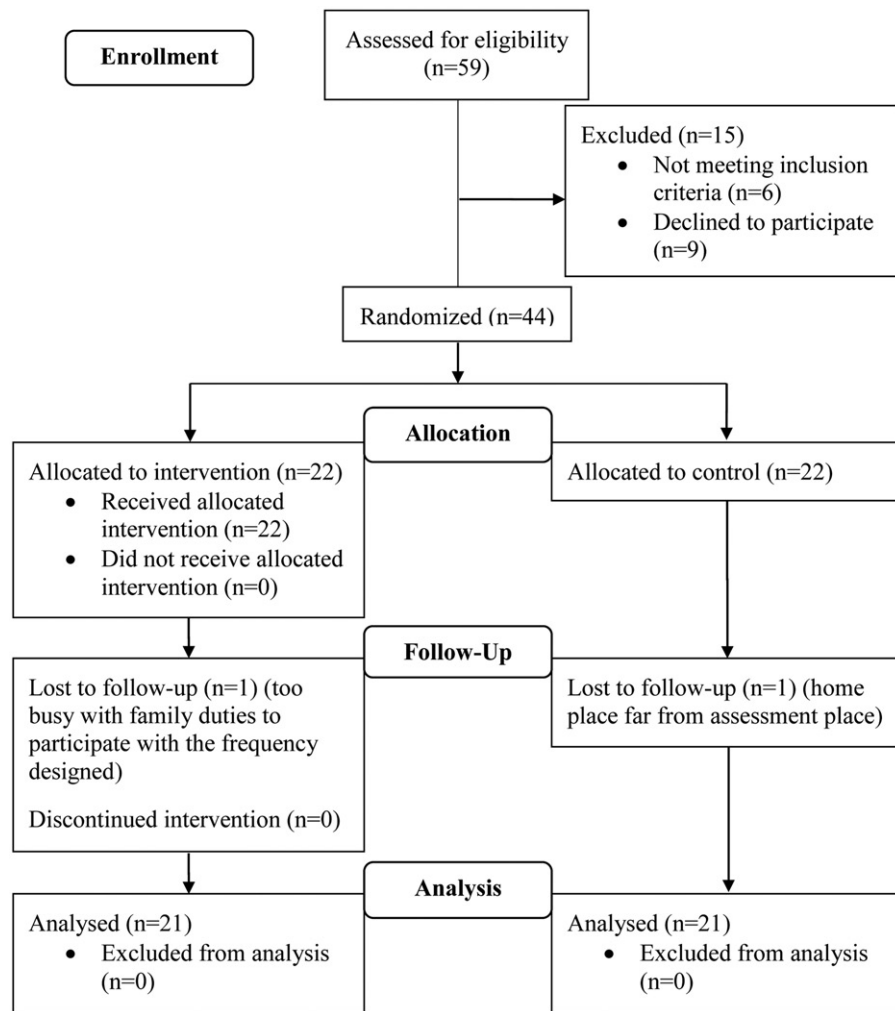 Enrollment
Assessed for eligibility
(n=59)
Excluded (n=15)
• Not meeting inclusion
criteria (n=6)
• Declined to participate
(n=9)
Randomized (n=44)
Allocation
Allocated to intervention (n=22)
• Received allocated
intervention (n=22)
• Did not receive allocated
intervention (n=0)
Allocated to control (n=22)
Follow-Up
Lost to follow-up (n=1) (too
busy with family duties to
participate with the frequency
designed)
Discontinued intervention (n=0)
Lost to follow-up (n=1) (home
place far from assessment place)
Analysis
Analysed (n=21)
• Excluded from analysis
(n=0)
Analysed (n=21)
• Excluded from analysis
(n=0)